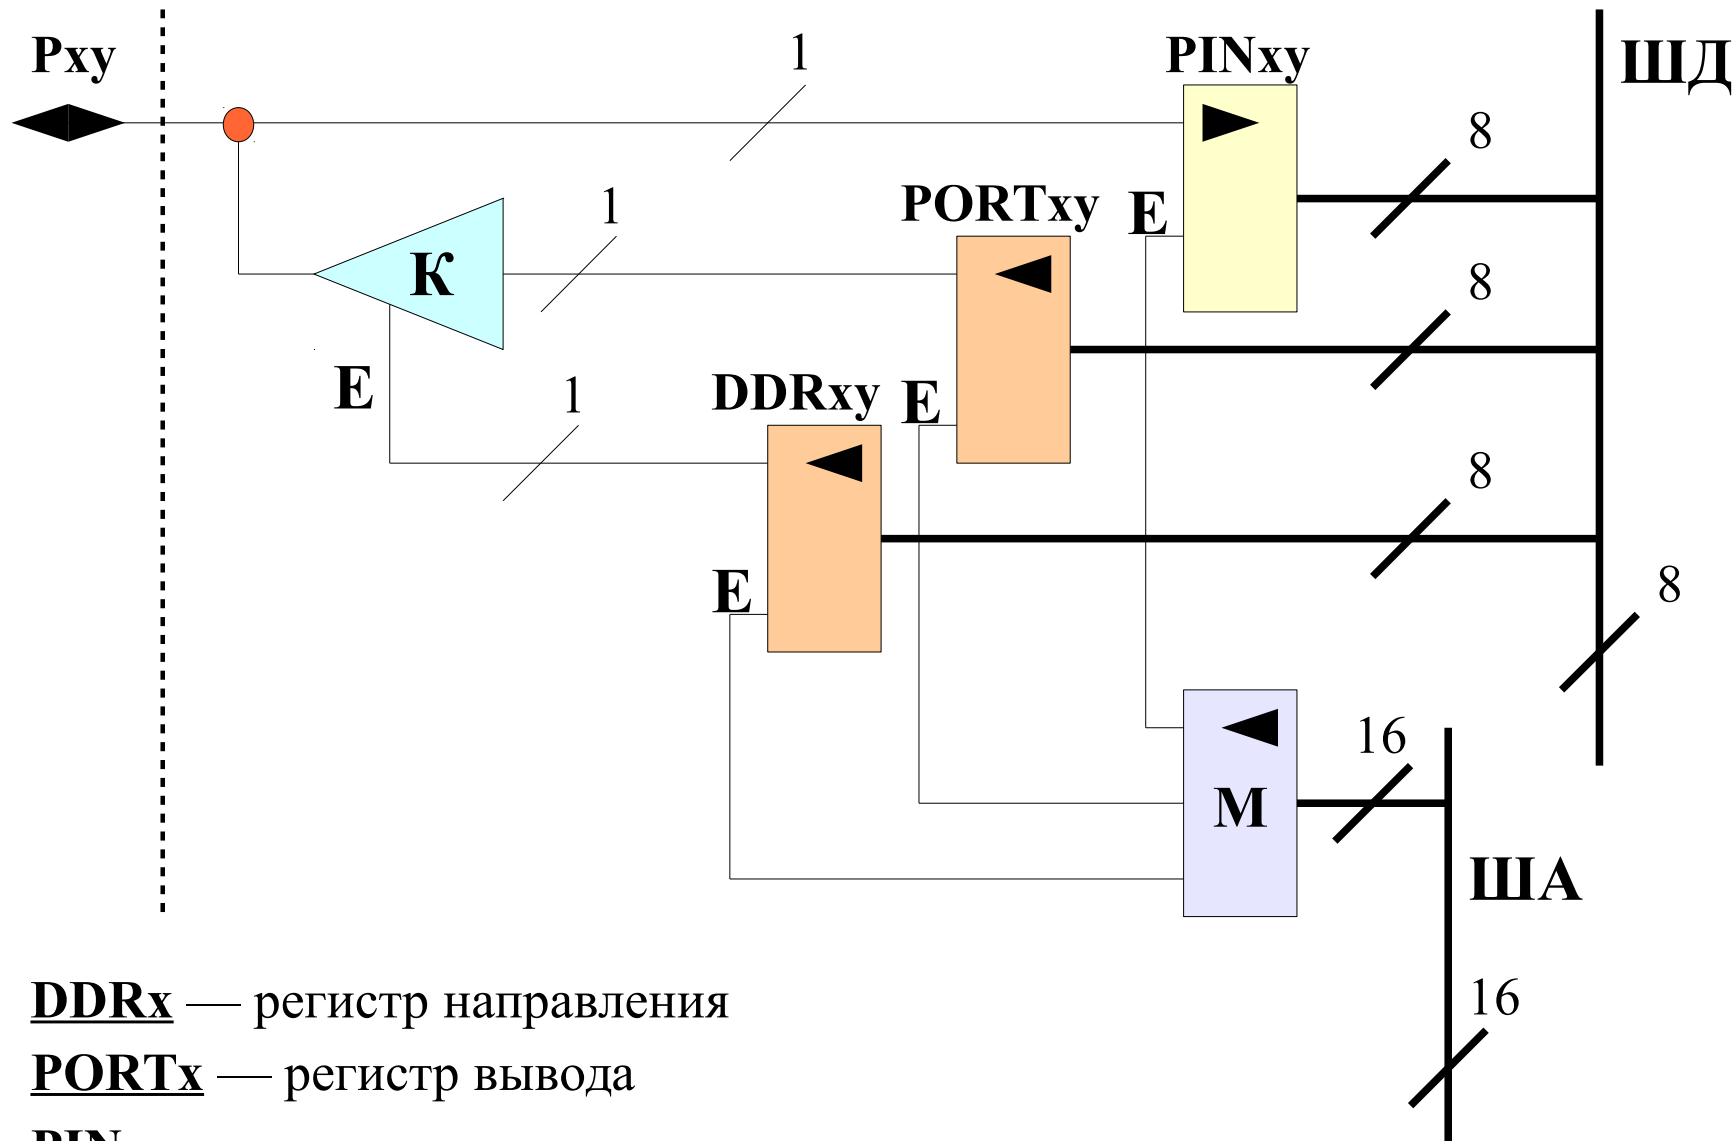 Pxy
1
PINxy
ШД
8
PORTxy
1
E
К
8
E
DDRxy
1
E
8
E
8
16
М
ША
16
DDRx — регистр направления
PORTx — регистр вывода
PIN